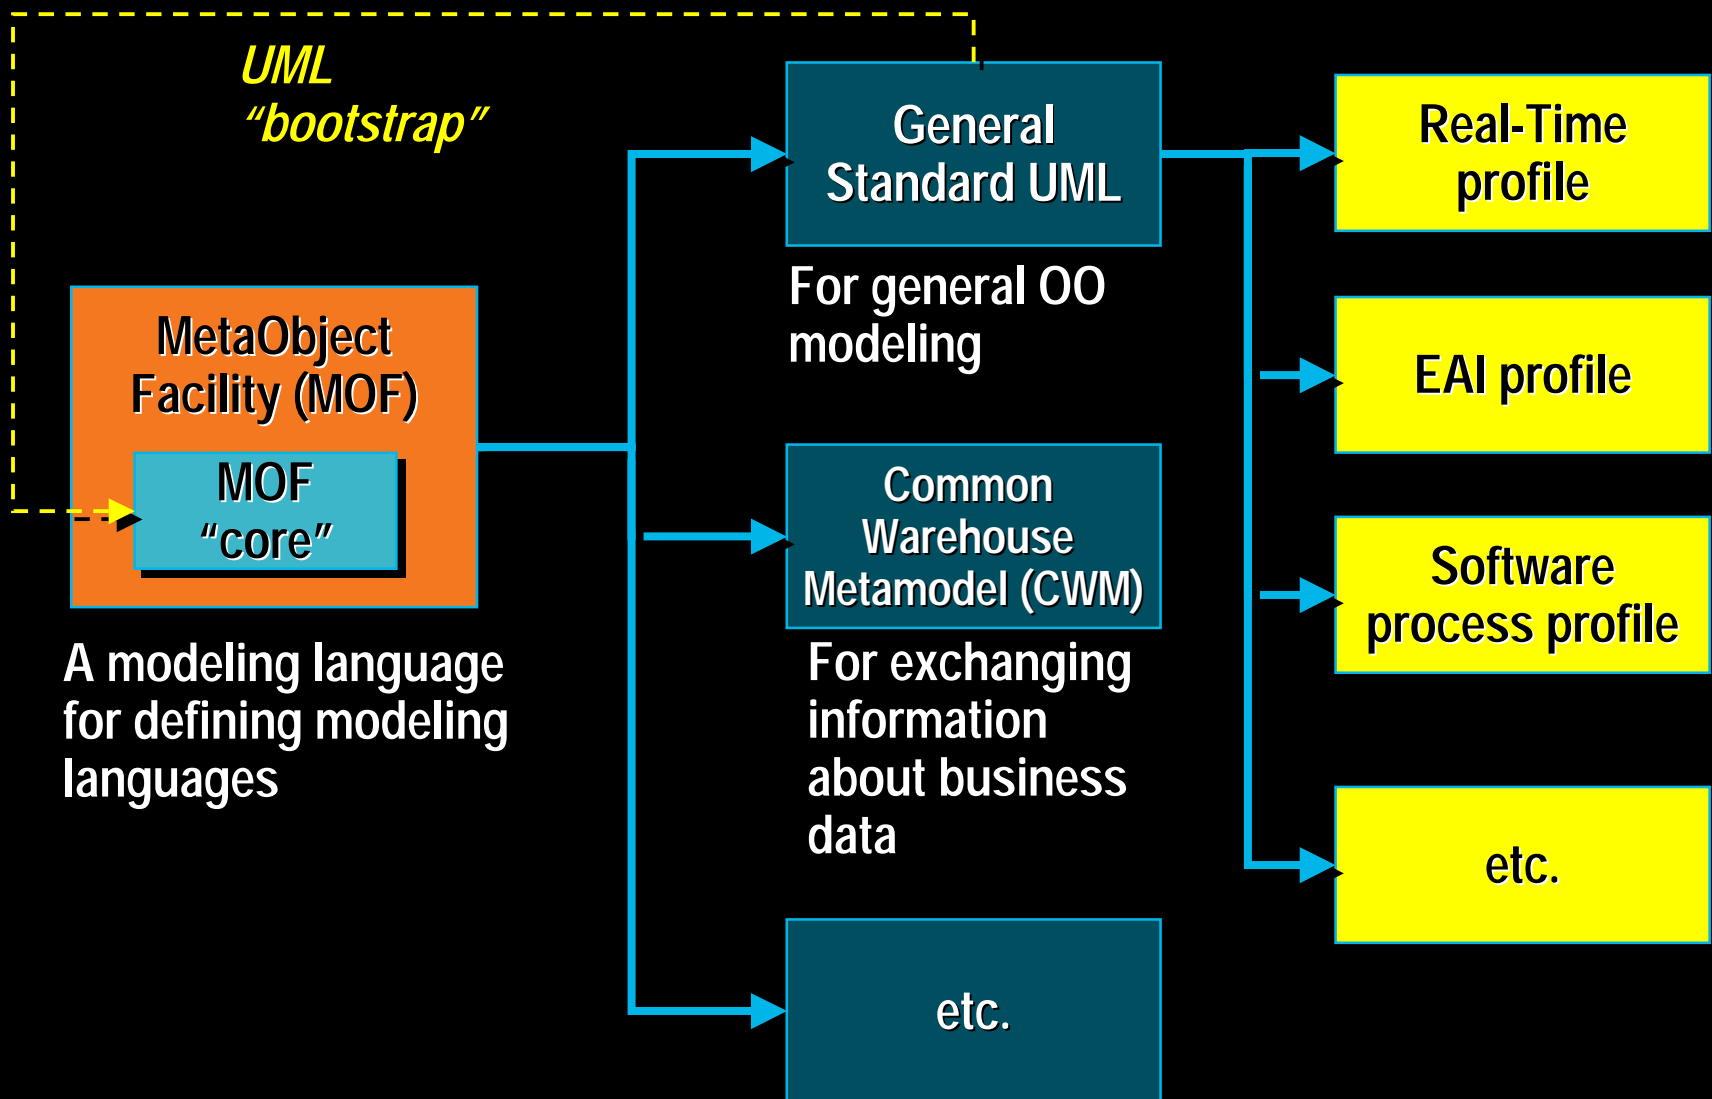 UML
“bootstrap”
MetaObject
Facility (MOF)
MOF
“core”
A modeling language
for defining modeling
languages
General
Standard UML
For general OO
modeling
Common
Warehouse
Metamodel (CWM)
For exchanging
information
about business
data
etc.
Real-Time
profile
EAI profile
Software
process profile
etc.